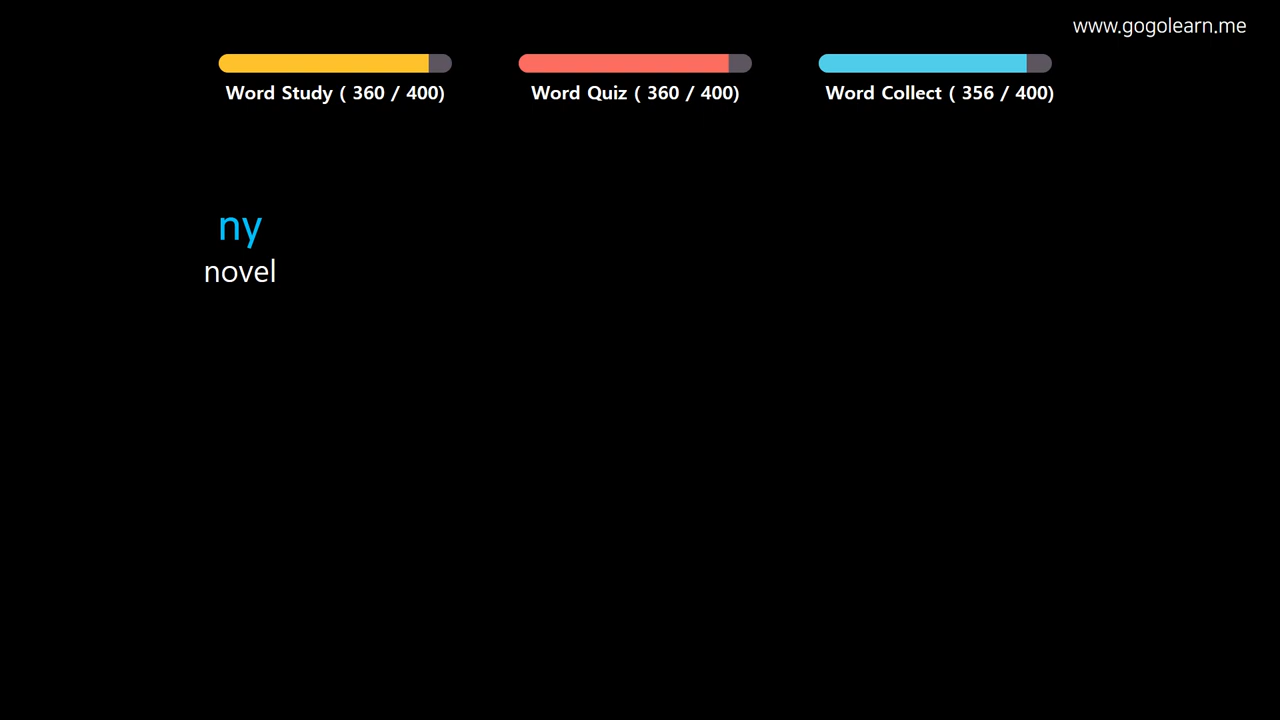 www.gogolearn.me
Word Study ( 360 / 400)
Word Quiz ( 360 / 400)
Word Collect ( 356 / 400)
ny
novel